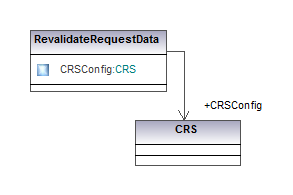 RevalidateRequestData
CRSConfig:CRS
+CRSConfig
CRS